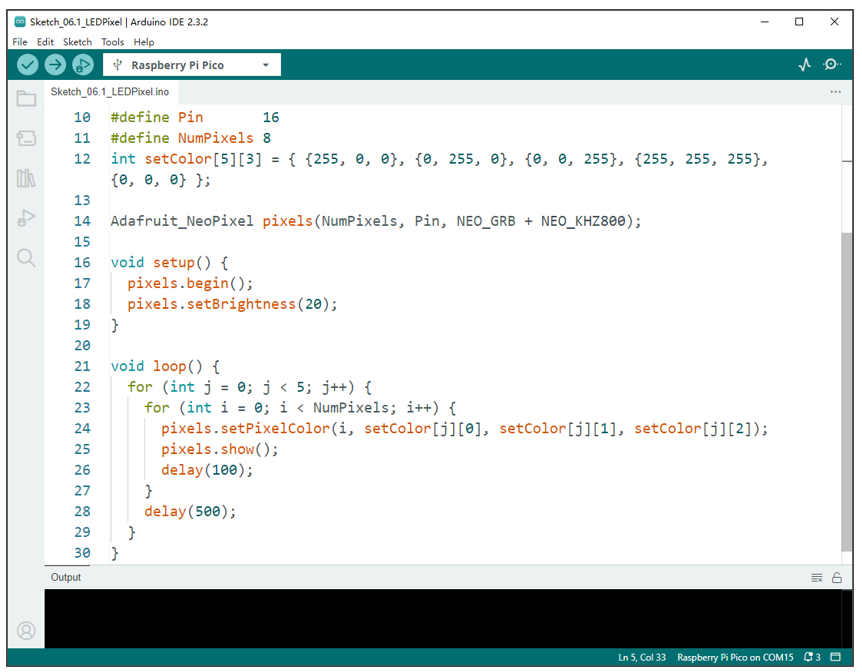 Sketch_06.1_LEDPixel | Arduino IDE 2.3.2
File Edit Sketch Tools Help
Raspberry Pi Pico
Sketch_06.1_LEDPixel.ino
10 #define Pin 16
11 #define NumPixels 8
12 int setColor[5][3] = { {255, 0, 0}, {0, 255, 0}, {0, 0, 255}, {255, 255, 255},
{0, 0, 0} };
13
14 Adafruit_NeoPixel pixels(NumPixels, Pin, NEO_GRB + NEO_KHZ800);
15
16 void setup() {
17 pixels.begin();
18 pixels.setBrightness(20);
19 }
20
21 void loop() {
22 for (int j = 0; j < 5; j++) {
23 for (int i = 0; i < NumPixels; i++) {
24 pixels.setPixelColor(i, setColor[j][0], setColor[j][1], setColor[j][2]);
25 pixels.show();
26 delay(100);
27 }
28 delay(500);
29 }
30 }
Output
Ln 5, Col 33 Raspberry Pi Pico on COM15 3